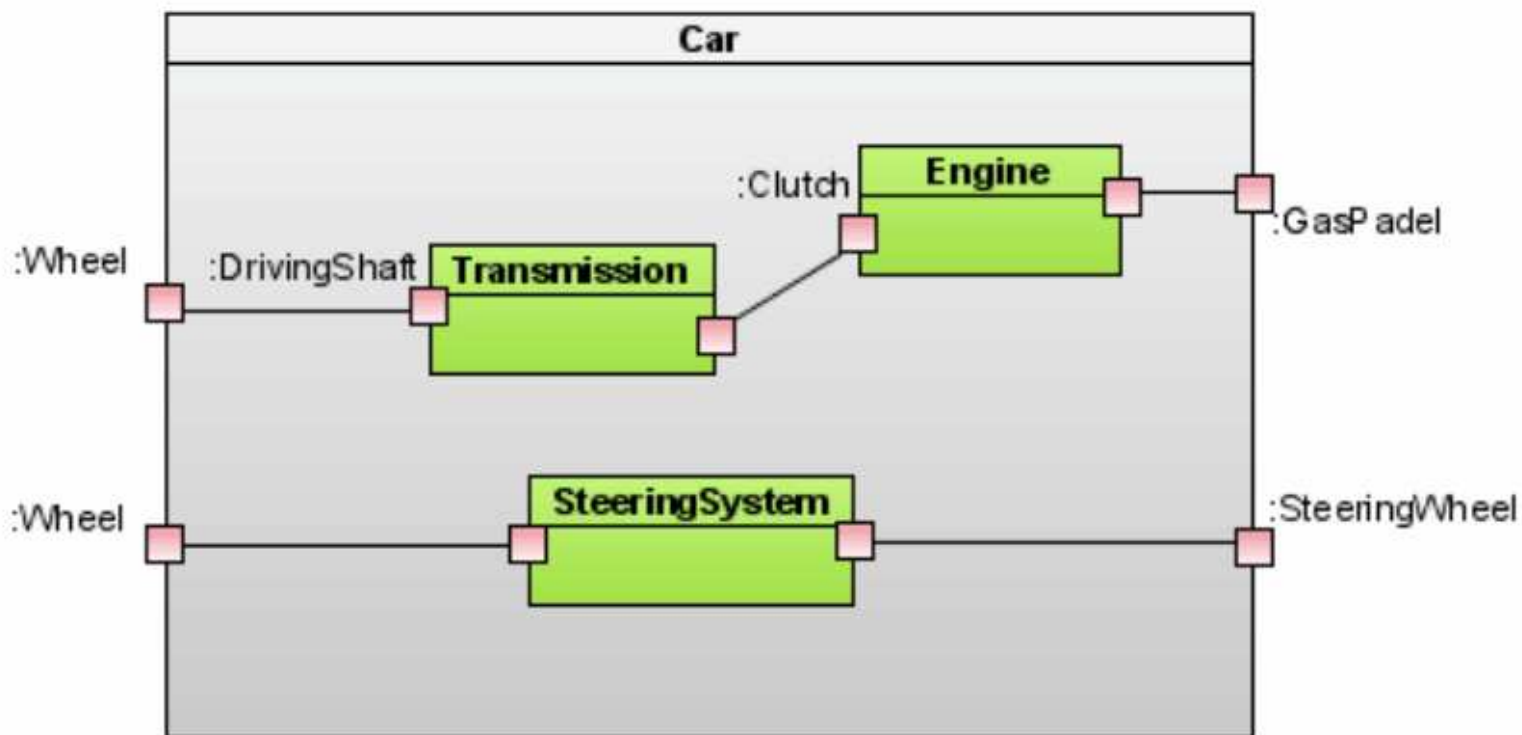 Car
Engine
:Clutch
:GasPadel
:Wheel
:DrivingShaft
Transmission
:Wheel
SteeringSystem
:SteeringWheel